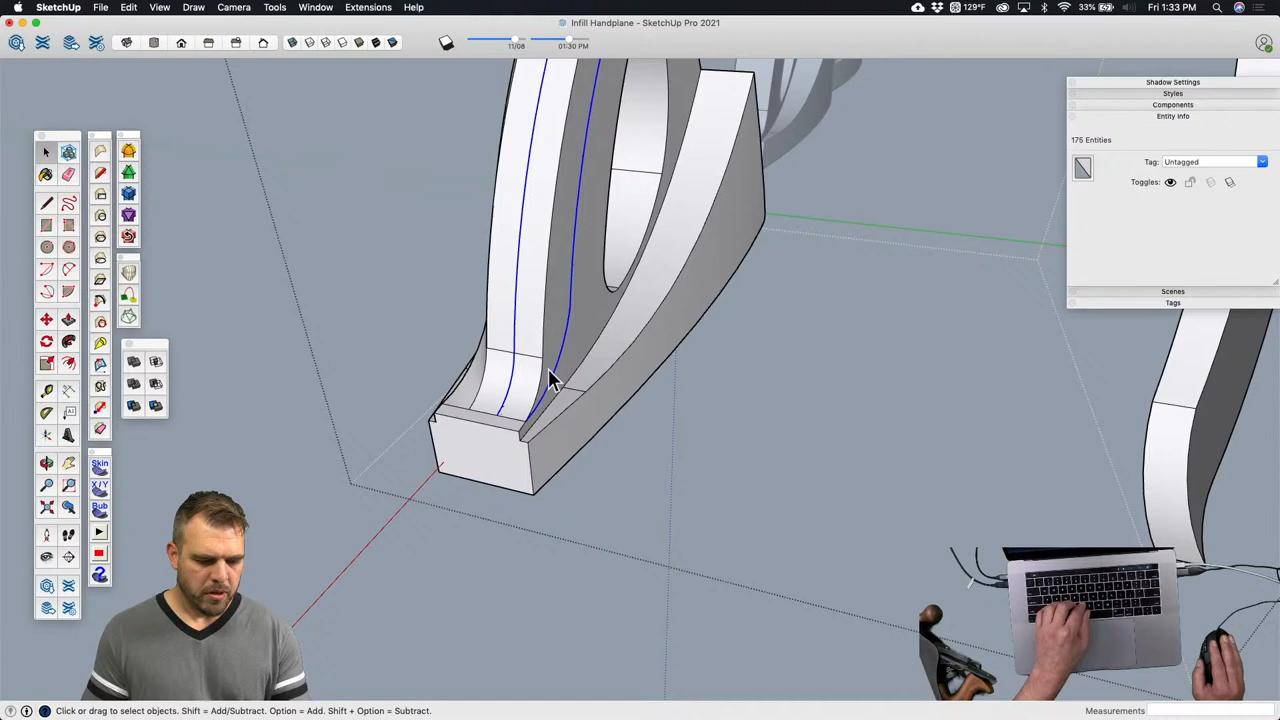 SketchUp File Edit View Draw Camera Tools Window Extensions Help
129°F
33%
Fri 1:33 PM
Infill Handplane - SketchUp Pro 2021
11/08
01:30 PM
Shadow Settings
Styles
Components
Entity Info
175 Entities
Tag: Untagged
Toggles:
Scenes
Tags
Skin
X/Y
Bub
Click or drag to select objects. Shift = Add/Subtract. Option = Add. Shift + Option = Subtract.
Measurements